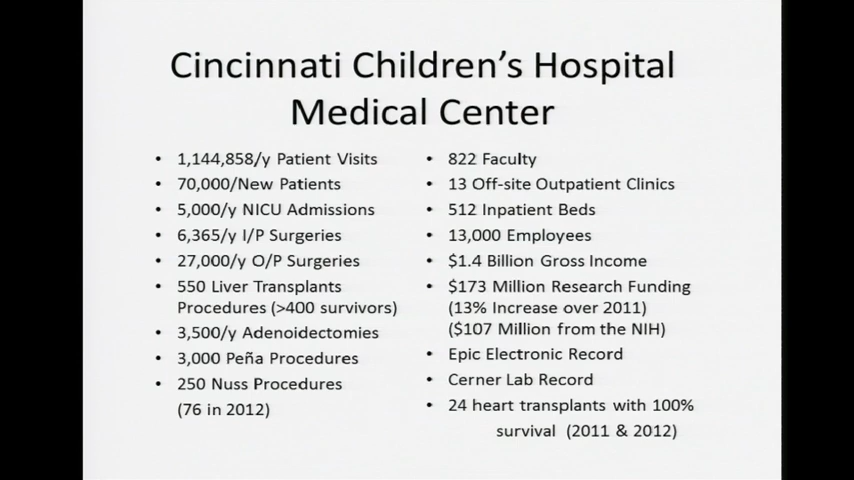 Cincinnati Children's Hospital
Medical Center
• 1,144,858/y Patient Visits
• 70,000/New Patients
• 5,000/y NICU Admissions
• 6,365/y I/P Surgeries
• 27,000/y O/P Surgeries
• 550 Liver Transplants
Procedures (>400 survivors)
• 3,500/y Adenoidectomies
• 3,000 Peña Procedures
• 250 Nuss Procedures
(76 in 2012)
• 822 Faculty
• 13 Off-site Outpatient Clinics
• 512 Inpatient Beds
• 13,000 Employees
• $1.4 Billion Gross Income
• $173 Million Research Funding
(13% Increase over 2011)
($107 Million from the NIH)
• Epic Electronic Record
• Cerner Lab Record
• 24 heart transplants with 100%
survival (2011 & 2012)